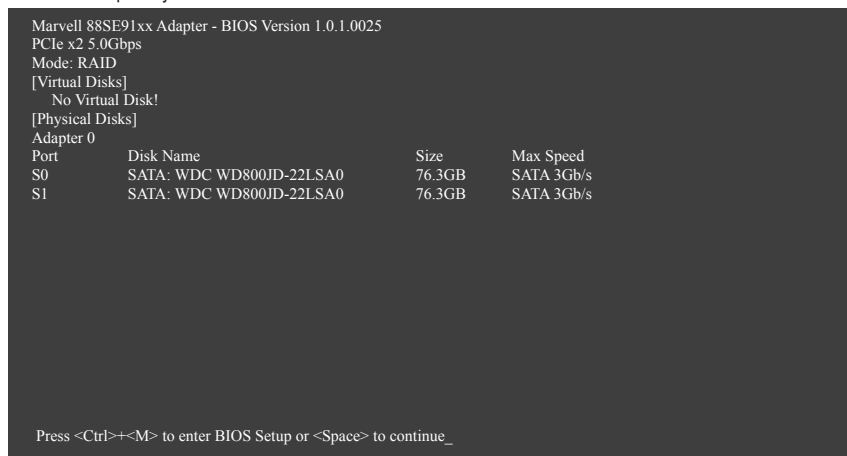 Marvell 88SE91xx Adapter - BIOS Version 1.0.1.0025
PCIe x2 5.0Gbps
Mode: RAID
[Virtual Disks]
No Virtual Disk!
[Physical Disks]
Adapter 0
Port Disk Name Size Max Speed
S0 SATA: WDC WD800JD-22LSA0 76.3GB SATA 3Gb/s
S1 SATA: WDC WD800JD-22LSA0 76.3GB SATA 3Gb/s
Press <Ctrl>+<M> to enter BIOS Setup or <Space> to continue_